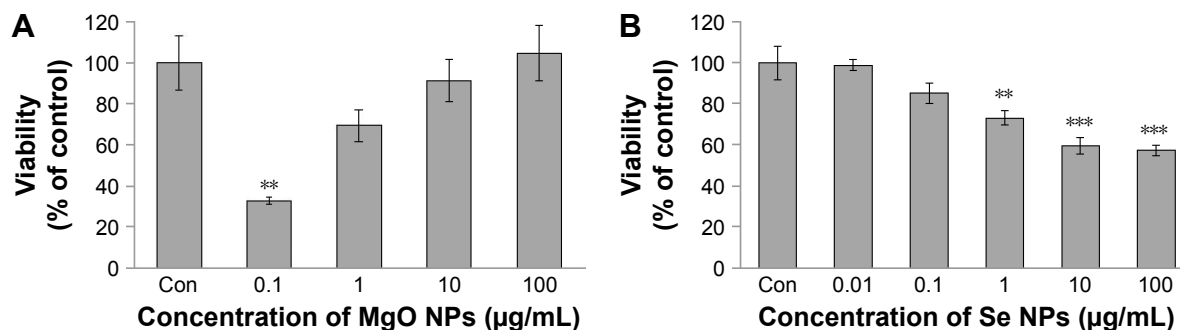 A
Viability
(% of control)
120
100
80
60
40
20
0
**
Con 0.1 1 10 100
Concentration of MgO NPs (µg/mL)
B
Viability
(% of control)
120
100
80
60
40
20
0
**
***
***
Con 0.01 0.1 1 10 100
Concentration of Se NPs (µg/mL)